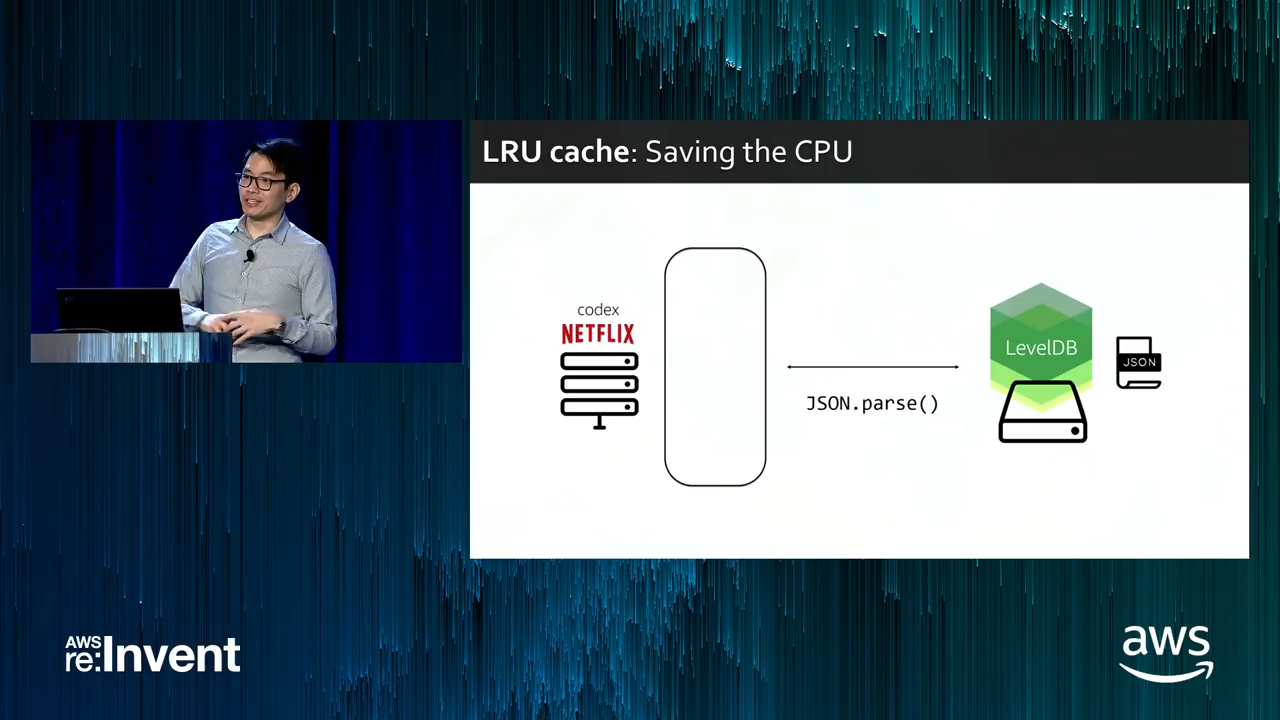 LRU cache: Saving the CPU
codex
NETFLIX
LevelDB
JSON
JSON.parse()
AWS
re:Invent
aws